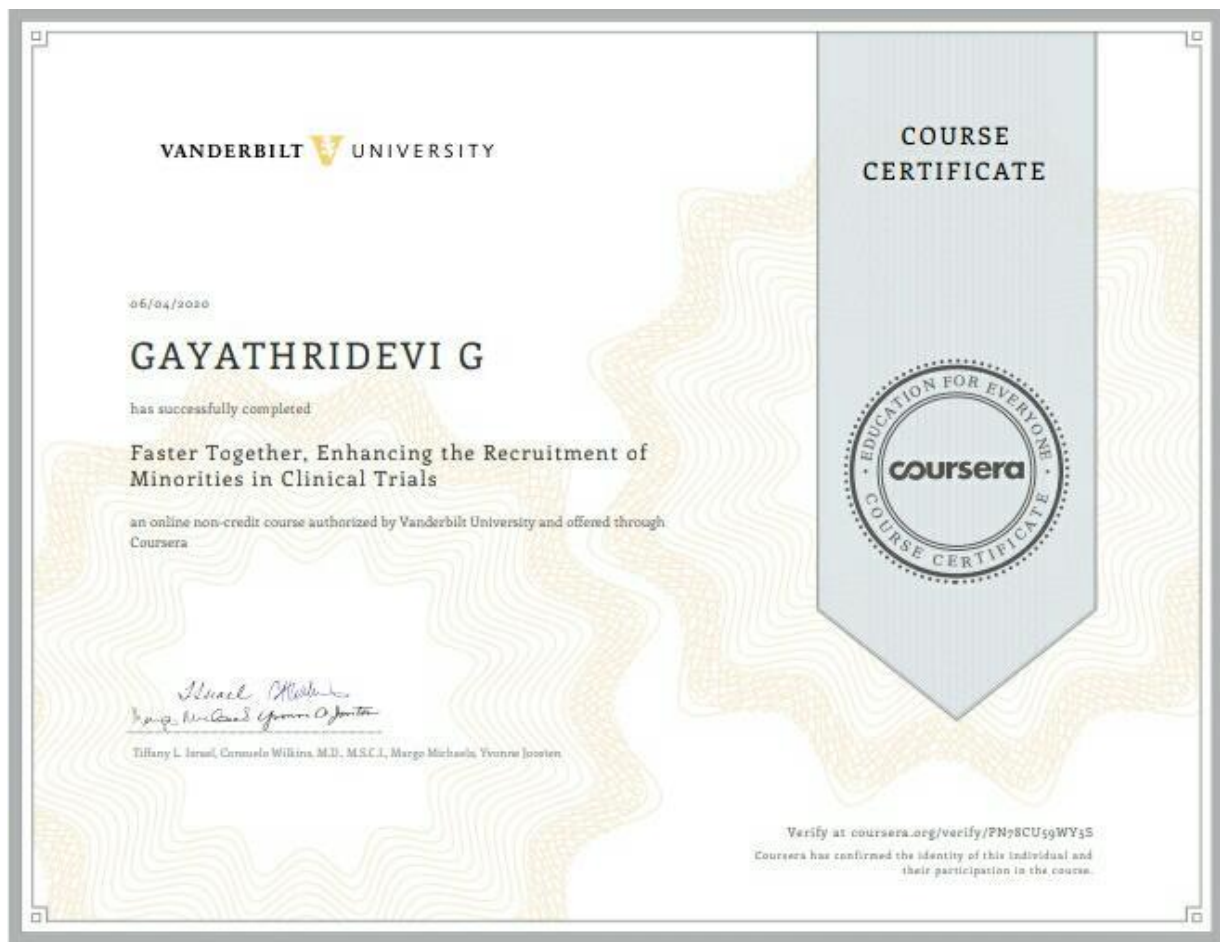 VANDERBILT V UNIVERSITY
COURSE
CERTIFICATE
06/04/2020
GAYATHRIDEVI G
has successfully completed
Faster Together, Enhancing the Recruitment of
Minorities in Clinical Trials
an online non-credit course authorized by Vanderbilt University and offered through
Coursera
EDUCATION FOR EVERYONE
coursera
COURSE CERTIFICATE
Tiffany L. Israel, Consuelo Wilkins, M.D., M.S.C.I., Margo Michaels, Yvonne Joosten
Verify at coursera.org/verify/PN78CU59WY5S
Coursera has confirmed the identity of this individual and
their participation in the course.